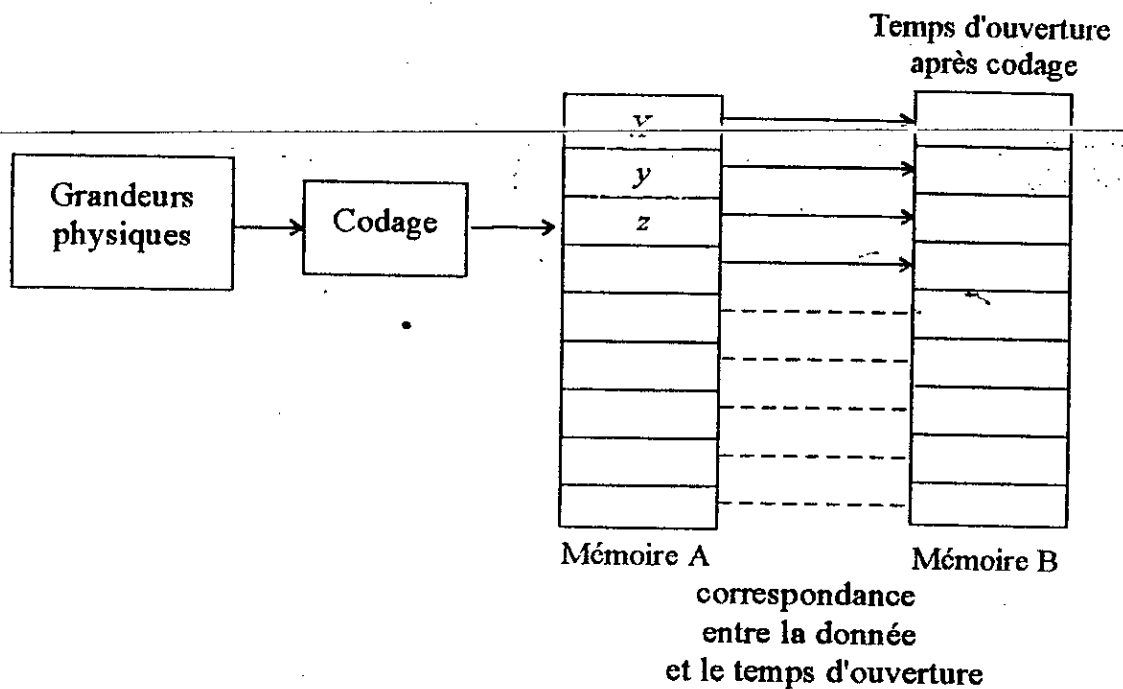 Temps d'ouverture
après codage
Grandeurs
physiques
Codage
y
z
Mémoire A
Mémoire B
correspondance
entre la donnée
et le temps d'ouverture